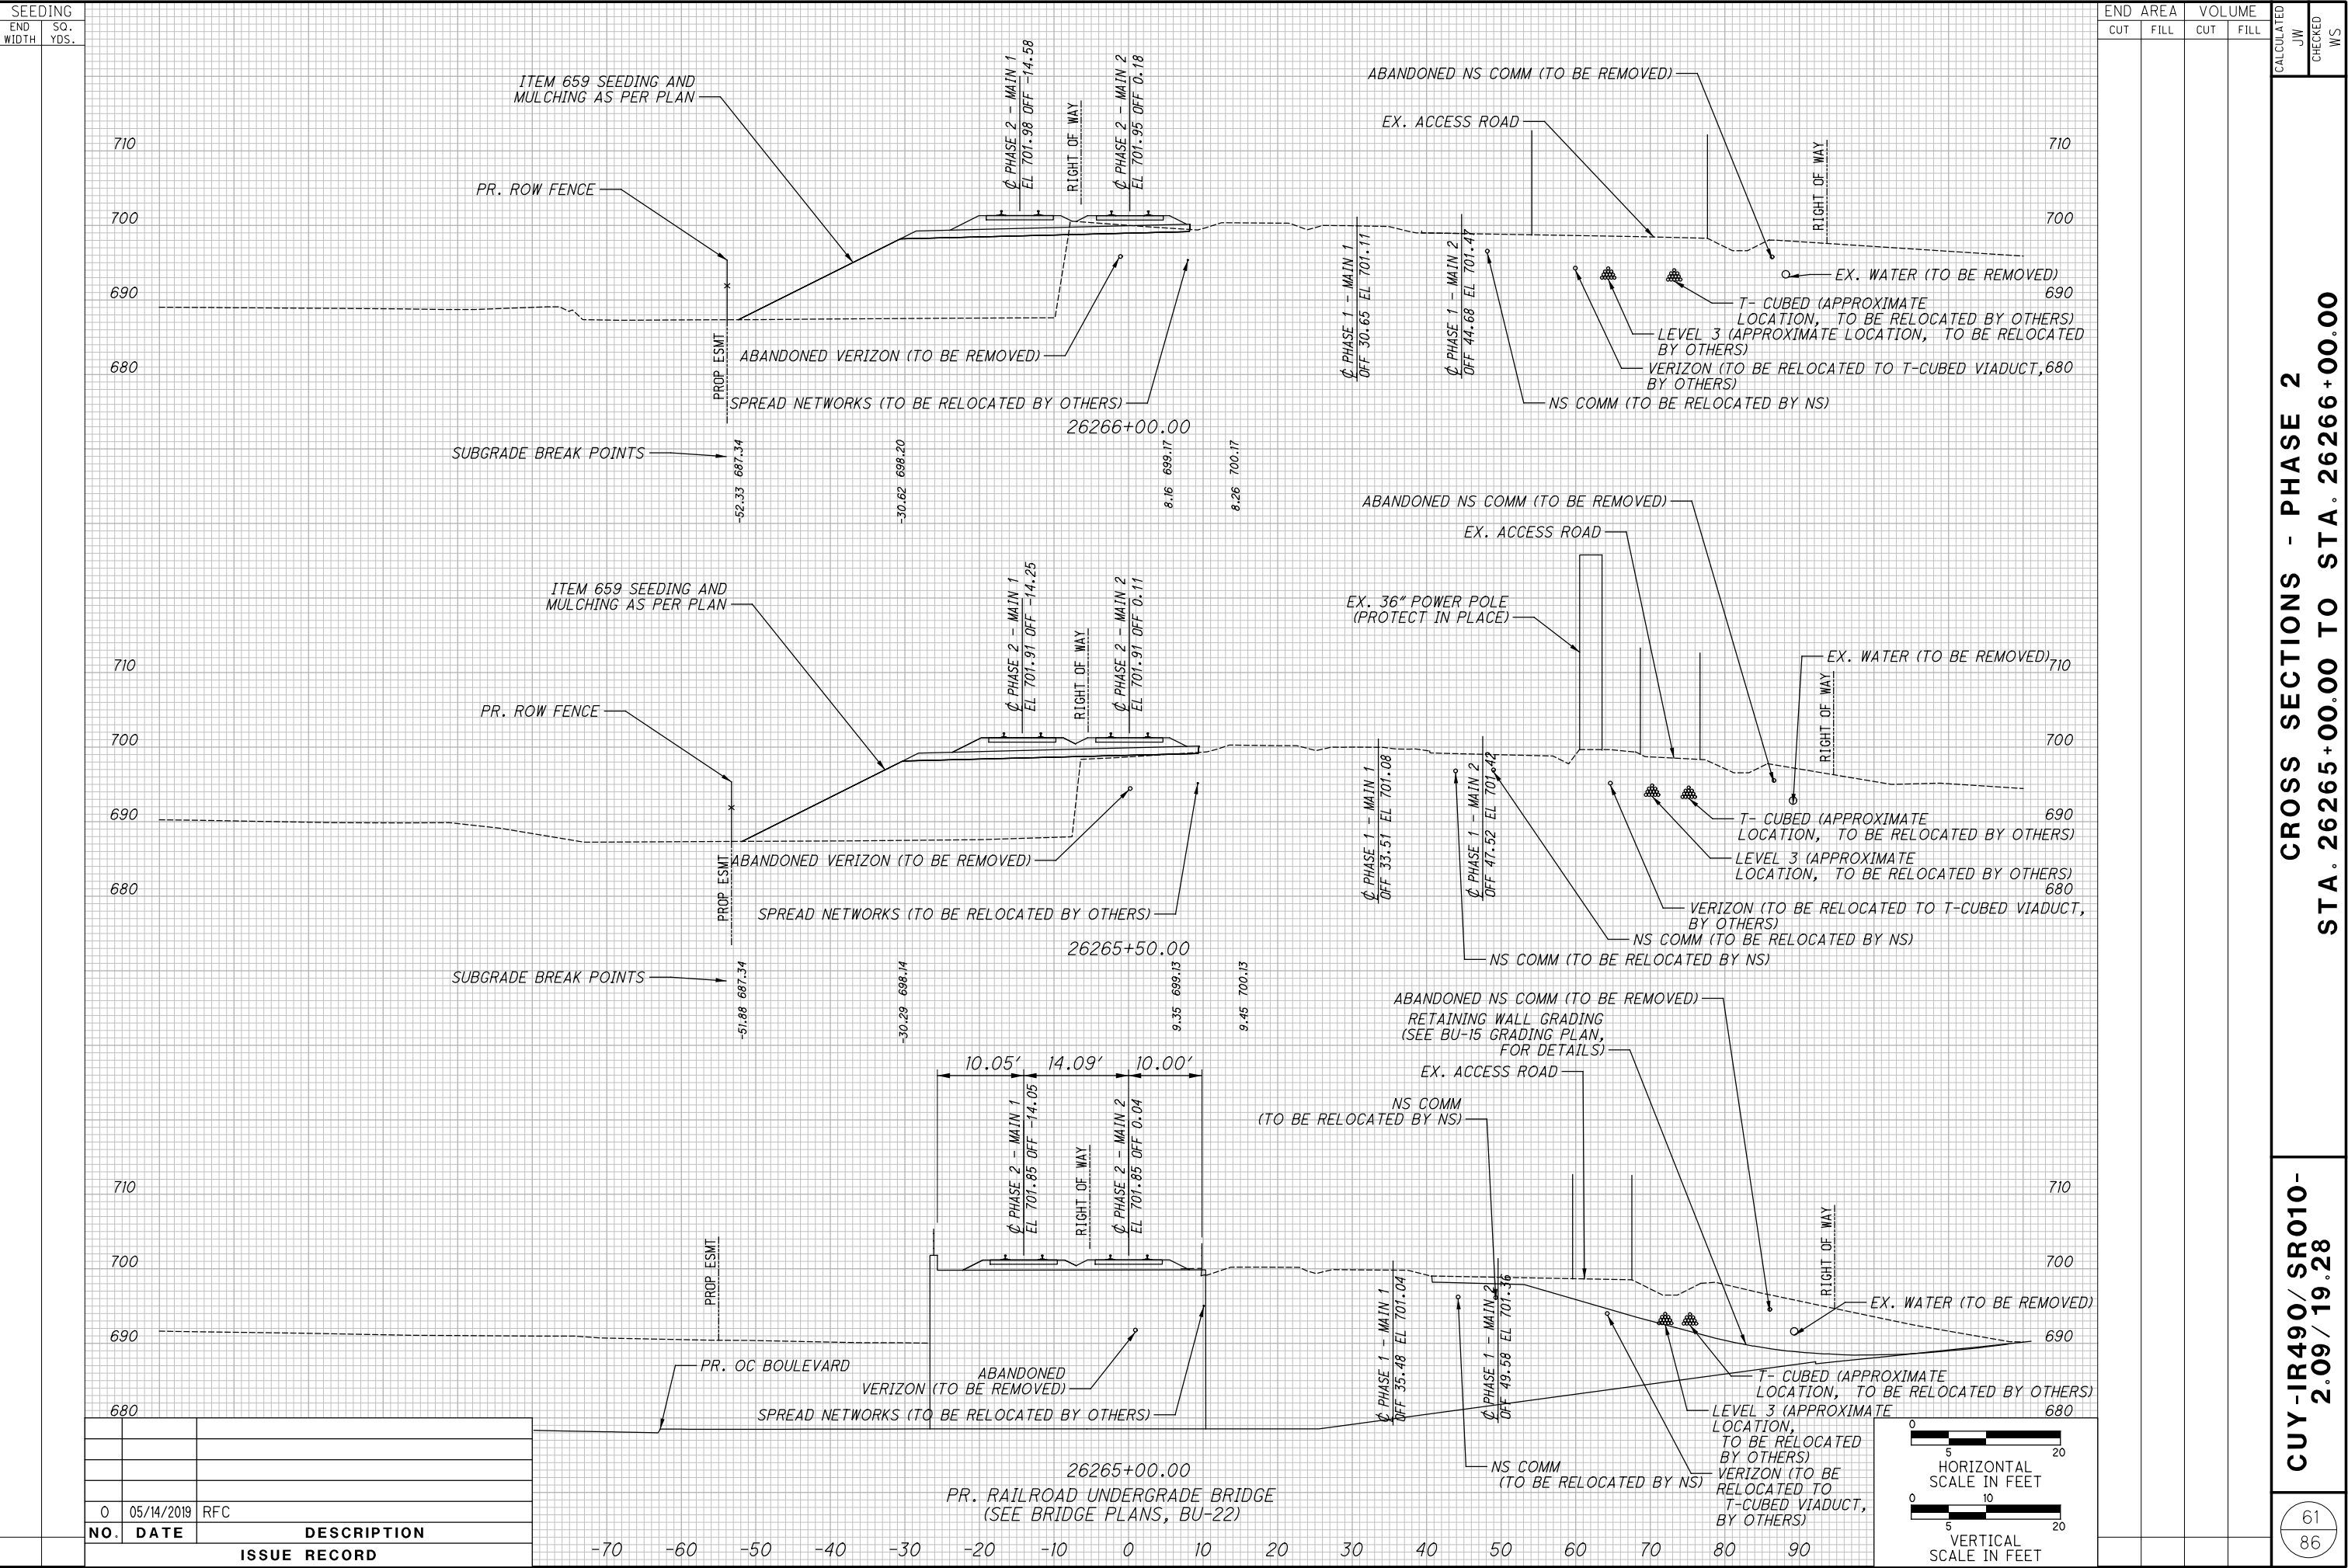 SEEDING
END WIDTH
SQ. YDS.
END AREA
VOLUME
CUT
FILL
CUT
FILL
CALCULATED
JW
CHECKED
WS
ITEM 659 SEEDING AND
MULCHING AS PER PLAN
PR. ROW FENCE
℄ PHASE 2 - MAIN 1
EL 701.98 OFF -14.58
RIGHT OF WAY
℄ PHASE 2 - MAIN 2
EL 701.95 OFF 0.18
ABANDONED NS COMM (TO BE REMOVED)
EX. ACCESS ROAD
RIGHT OF WAY
710
700
690
680
710
700
690
680
℄ PHASE 1 - MAIN 1
OFF 30.65 EL 701.11
℄ PHASE 1 - MAIN 2
OFF 44.68 EL 701.47
EX. WATER (TO BE REMOVED)
T- CUBED (APPROXIMATE
LOCATION, TO BE RELOCATED BY OTHERS)
LEVEL 3 (APPROXIMATE LOCATION, TO BE RELOCATED
BY OTHERS)
VERIZON (TO BE RELOCATED TO T-CUBED VIADUCT,
BY OTHERS)
NS COMM (TO BE RELOCATED BY NS)
PROP ESMT
ABANDONED VERIZON (TO BE REMOVED)
SPREAD NETWORKS (TO BE RELOCATED BY OTHERS)
26266+00.00
SUBGRADE BREAK POINTS
-52.33 687.34
-30.62 698.20
8.16 699.17
8.26 700.17
ABANDONED NS COMM (TO BE REMOVED)
EX. ACCESS ROAD
ITEM 659 SEEDING AND
MULCHING AS PER PLAN
EX. 36" POWER POLE
(PROTECT IN PLACE)
PR. ROW FENCE
℄ PHASE 2 - MAIN 1
EL 701.91 OFF -14.25
RIGHT OF WAY
℄ PHASE 2 - MAIN 2
EL 701.91 OFF 0.11
EX. WATER (TO BE REMOVED)
RIGHT OF WAY
710
700
690
680
710
700
690
680
℄ PHASE 1 - MAIN 1
OFF 33.51 EL 701.08
℄ PHASE 1 - MAIN 2
OFF 47.52 EL 701.42
T- CUBED (APPROXIMATE
LOCATION, TO BE RELOCATED BY OTHERS)
LEVEL 3 (APPROXIMATE
LOCATION, TO BE RELOCATED BY OTHERS)
VERIZON (TO BE RELOCATED TO T-CUBED VIADUCT,
BY OTHERS)
NS COMM (TO BE RELOCATED BY NS)
NS COMM (TO BE RELOCATED BY NS)
PROP ESMT
ABANDONED VERIZON (TO BE REMOVED)
SPREAD NETWORKS (TO BE RELOCATED BY OTHERS)
26265+50.00
SUBGRADE BREAK POINTS
-51.88 687.34
-30.29 698.14
9.35 699.13
9.45 700.13
ABANDONED NS COMM (TO BE REMOVED)
RETAINING WALL GRADING
(SEE BU-15 GRADING PLAN,
FOR DETAILS)
EX. ACCESS ROAD
NS COMM
(TO BE RELOCATED BY NS)
10.05'
14.09'
10.00'
℄ PHASE 2 - MAIN 1
EL 701.85 OFF -14.05
RIGHT OF WAY
℄ PHASE 2 - MAIN 2
EL 701.85 OFF 0.04
PROP ESMT
RIGHT OF WAY
710
700
690
680
710
700
690
680
℄ PHASE 1 - MAIN 1
OFF 35.48 EL 701.04
℄ PHASE 1 - MAIN 2
OFF 49.58 EL 701.36
EX. WATER (TO BE REMOVED)
PR. OC BOULEVARD
ABANDONED
VERIZON (TO BE REMOVED)
SPREAD NETWORKS (TO BE RELOCATED BY OTHERS)
T- CUBED (APPROXIMATE
LOCATION, TO BE RELOCATED BY OTHERS)
LEVEL 3 (APPROXIMATE
LOCATION,
TO BE RELOCATED
BY OTHERS)
VERIZON (TO BE
RELOCATED TO
T-CUBED VIADUCT,
BY OTHERS)
NS COMM
(TO BE RELOCATED BY NS)
26265+00.00
PR. RAILROAD UNDERGRADE BRIDGE
(SEE BRIDGE PLANS, BU-22)
-70 -60 -50 -40 -30 -20 -10 0 10 20 30 40 50 60 70 80 90
0 05/14/2019 RFC
NO. DATE DESCRIPTION
ISSUE RECORD
0
5
20
HORIZONTAL
SCALE IN FEET
0 10
5
20
VERTICAL
SCALE IN FEET
CROSS SECTIONS - PHASE 2
STA. 26265+00.00 TO STA. 26266+00.00
CUY-IR490/SR010-
2.09/19.28
61
86